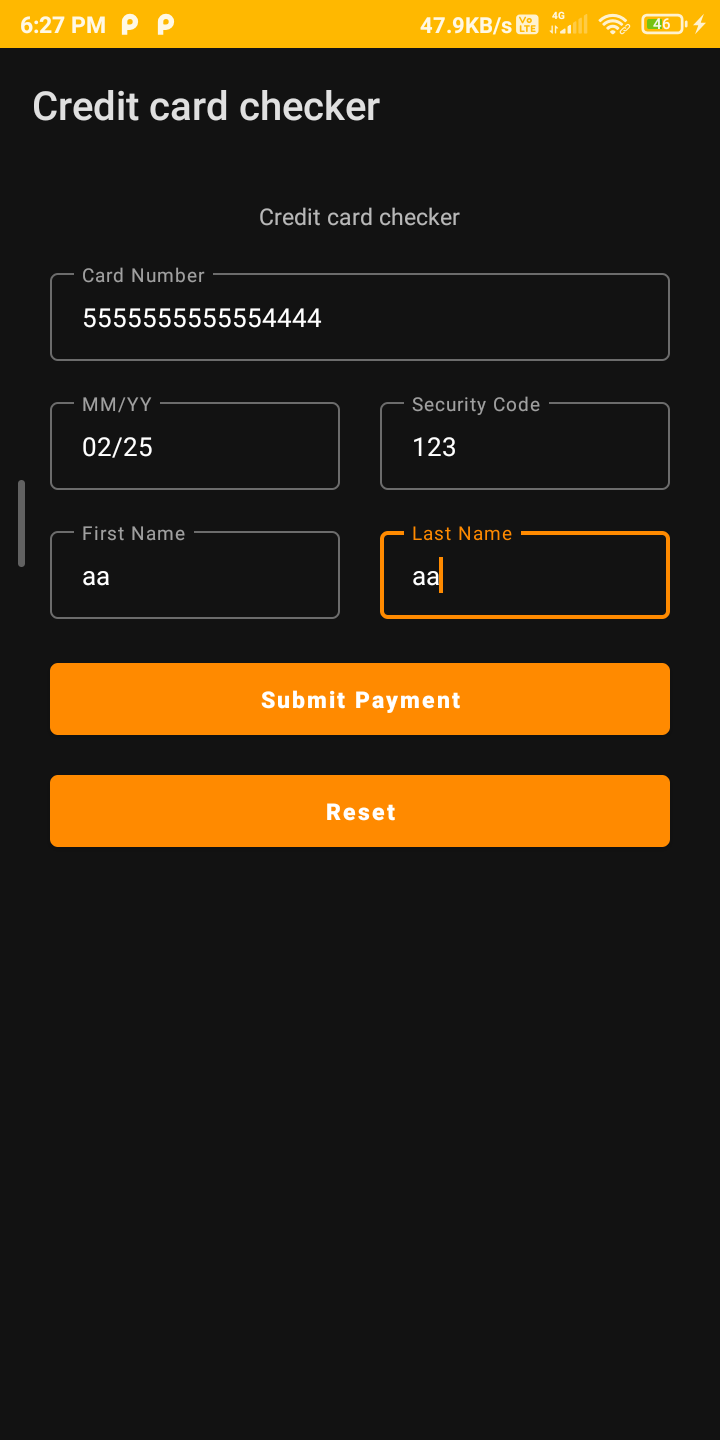 6:27 PM 47.9KB/s Vo LTE 4G 46
Credit card checker
Credit card checker
Card Number
5555555555554444
MM/YY Security Code
02/25 123
First Name Last Name
aa aa
Submit Payment
Reset